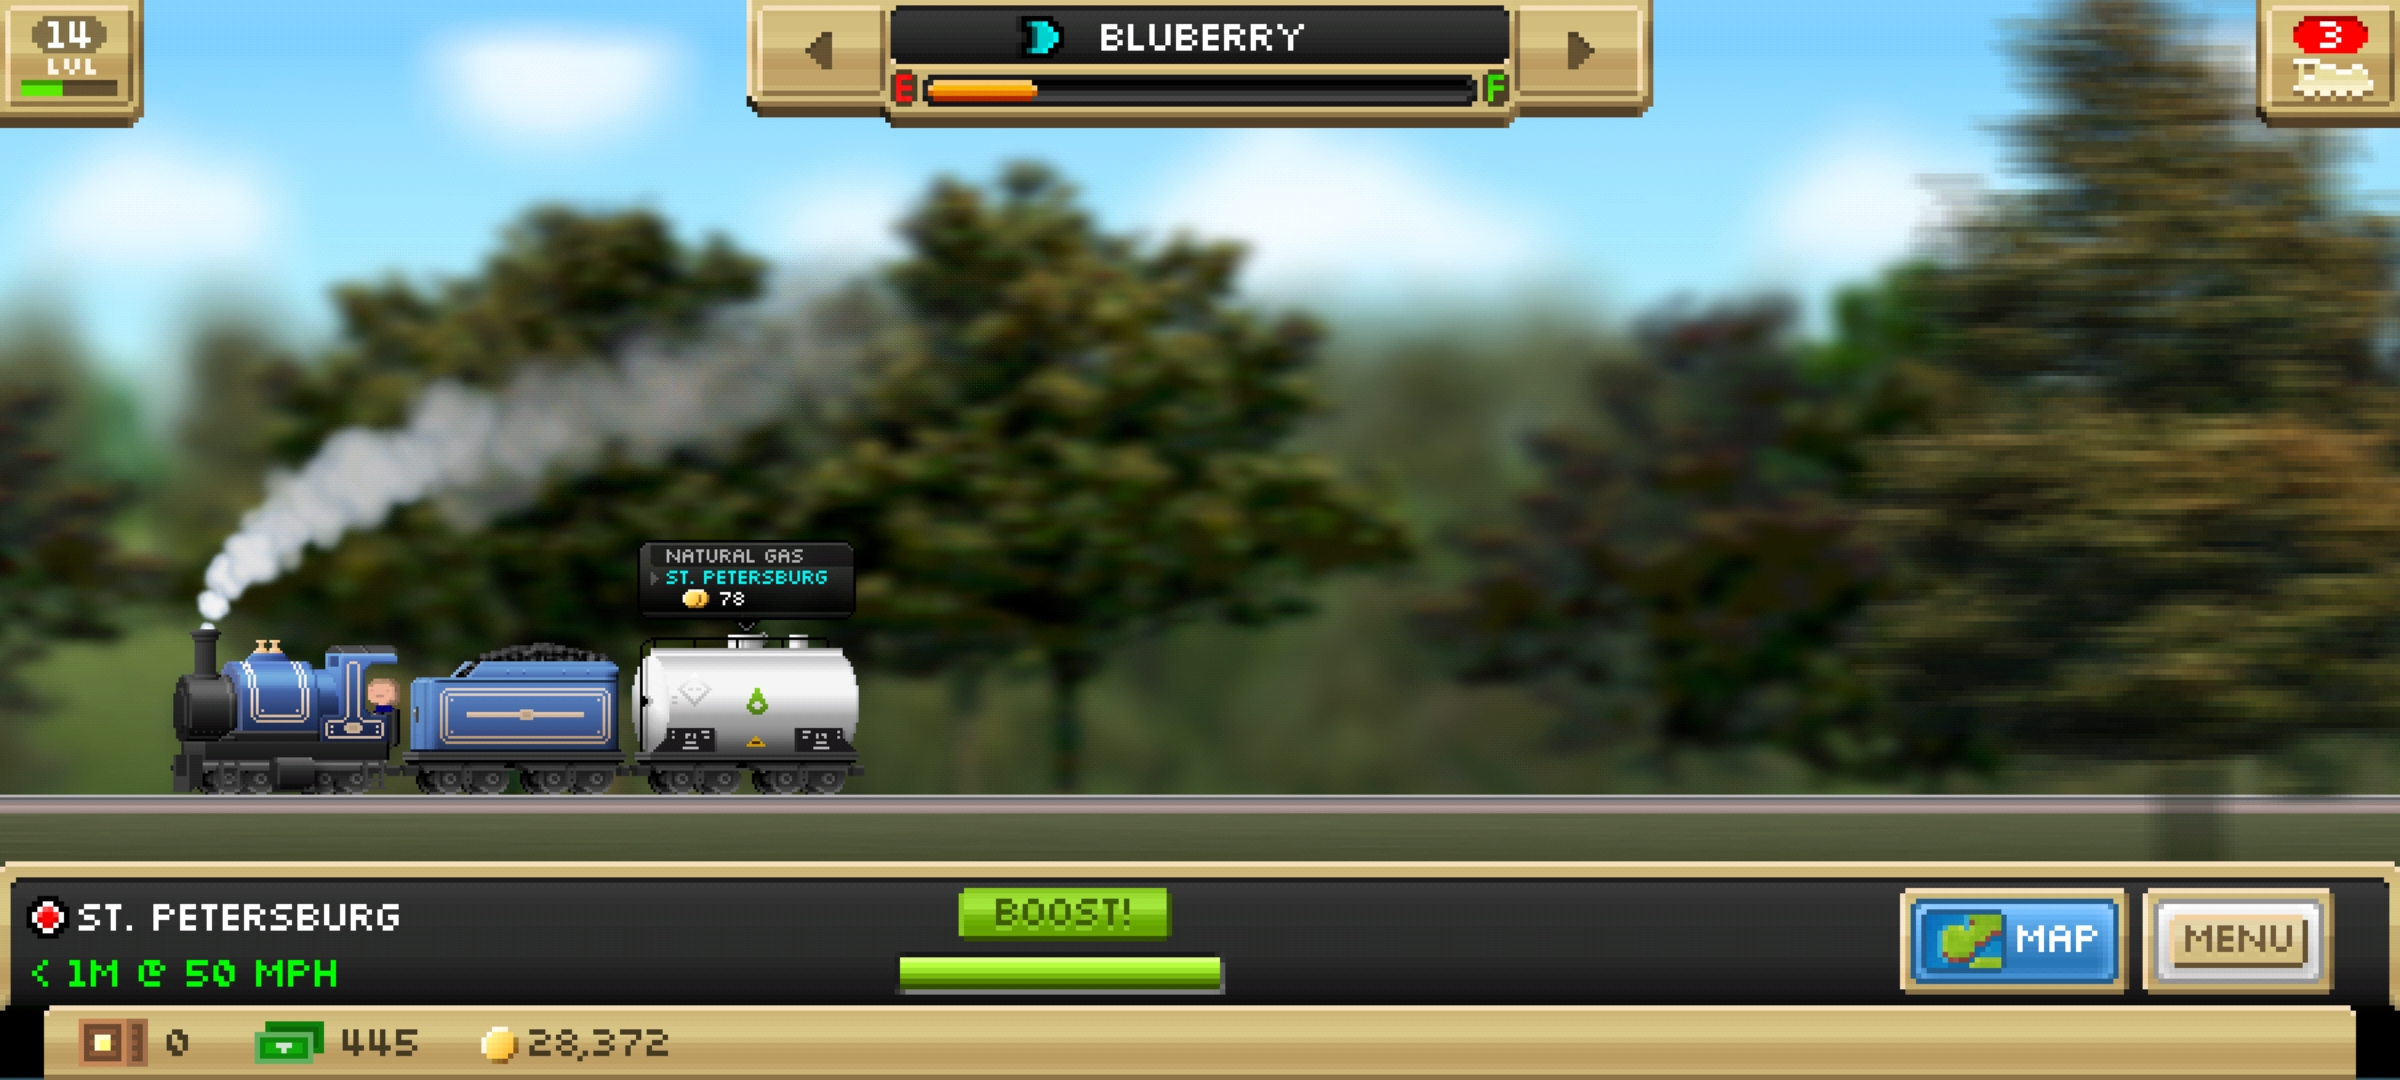 14
LVL
BLUBERRY
E
F
3
NATURAL GAS
ST. PETERSBURG
78
ST. PETERSBURG
< 1M @ 50 MPH
BOOST!
MAP
MENU
0
445
28,372